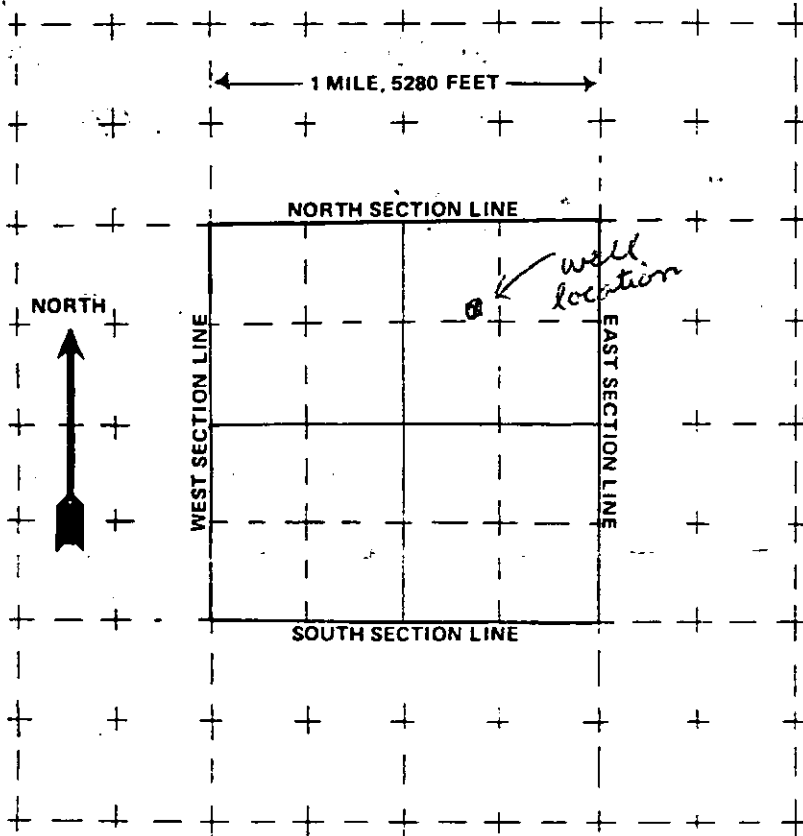 1 MILE, 5280 FEET
NORTH SECTION LINE
well
location
NORTH
WEST SECTION LINE
EAST SECTION LINE
SOUTH SECTION LINE